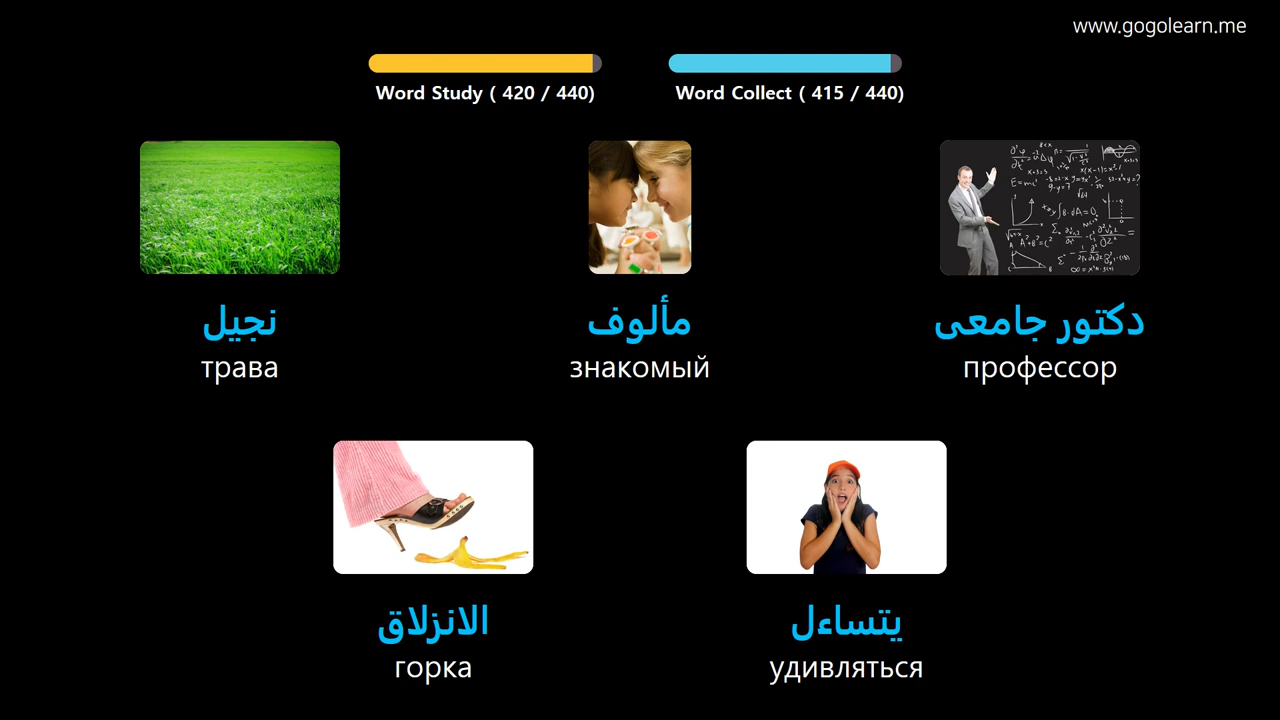 www.gogolearn.me
Word Study ( 420 / 440)
Word Collect ( 415 / 440)
نجيل
трава
مألوف
знакомый
دكتور جامعى
профессор
الانزلاق
горка
يتساءل
удивляться